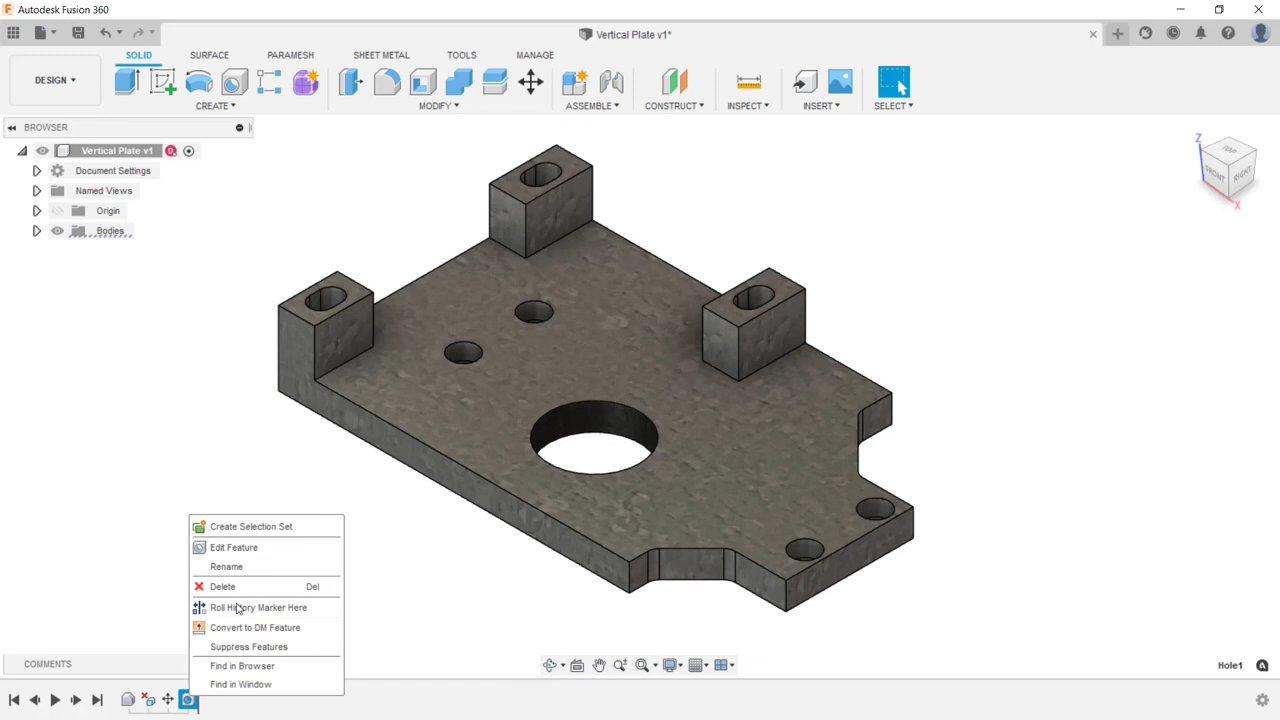 Autodesk Fusion 360
Vertical Plate v1*
SOLID SURFACE PARAMESH SHEET METAL TOOLS MANAGE
DESIGN
CREATE MODIFY ASSEMBLE CONSTRUCT INSPECT INSERT SELECT
BROWSER
Vertical Plate v1
Document Settings
Named Views
Origin
Bodies
Z
TOP
FRONT
RIGHT
X
Create Selection Set
Edit Feature
Rename
Delete Del
Roll History Marker Here
Convert to DM Feature
Suppress Features
Find in Browser
Find in Window
COMMENTS
Hole1